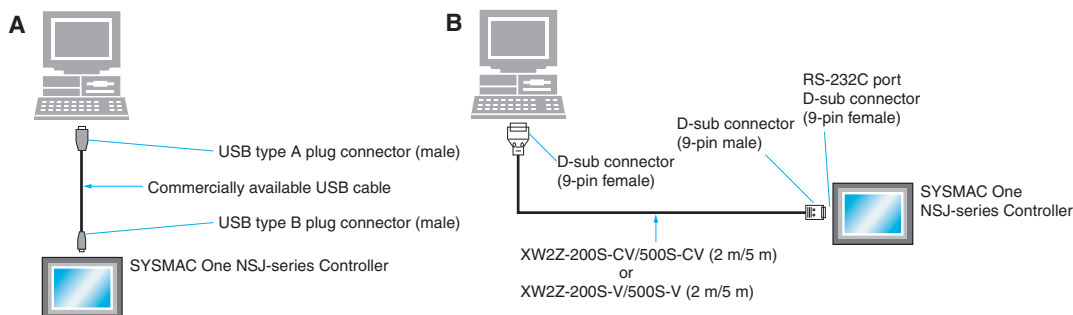 A
USB type A plug connector (male)
Commercially available USB cable
USB type B plug connector (male)
SYSMAC One NSJ-series Controller
B
RS-232C port
D-sub connector
(9-pin female)
D-sub connector
(9-pin male)
D-sub connector
(9-pin female)
SYSMAC One
NSJ-series Controller
XW2Z-200S-CV/500S-CV (2 m/5 m)
or
XW2Z-200S-V/500S-V (2 m/5 m)